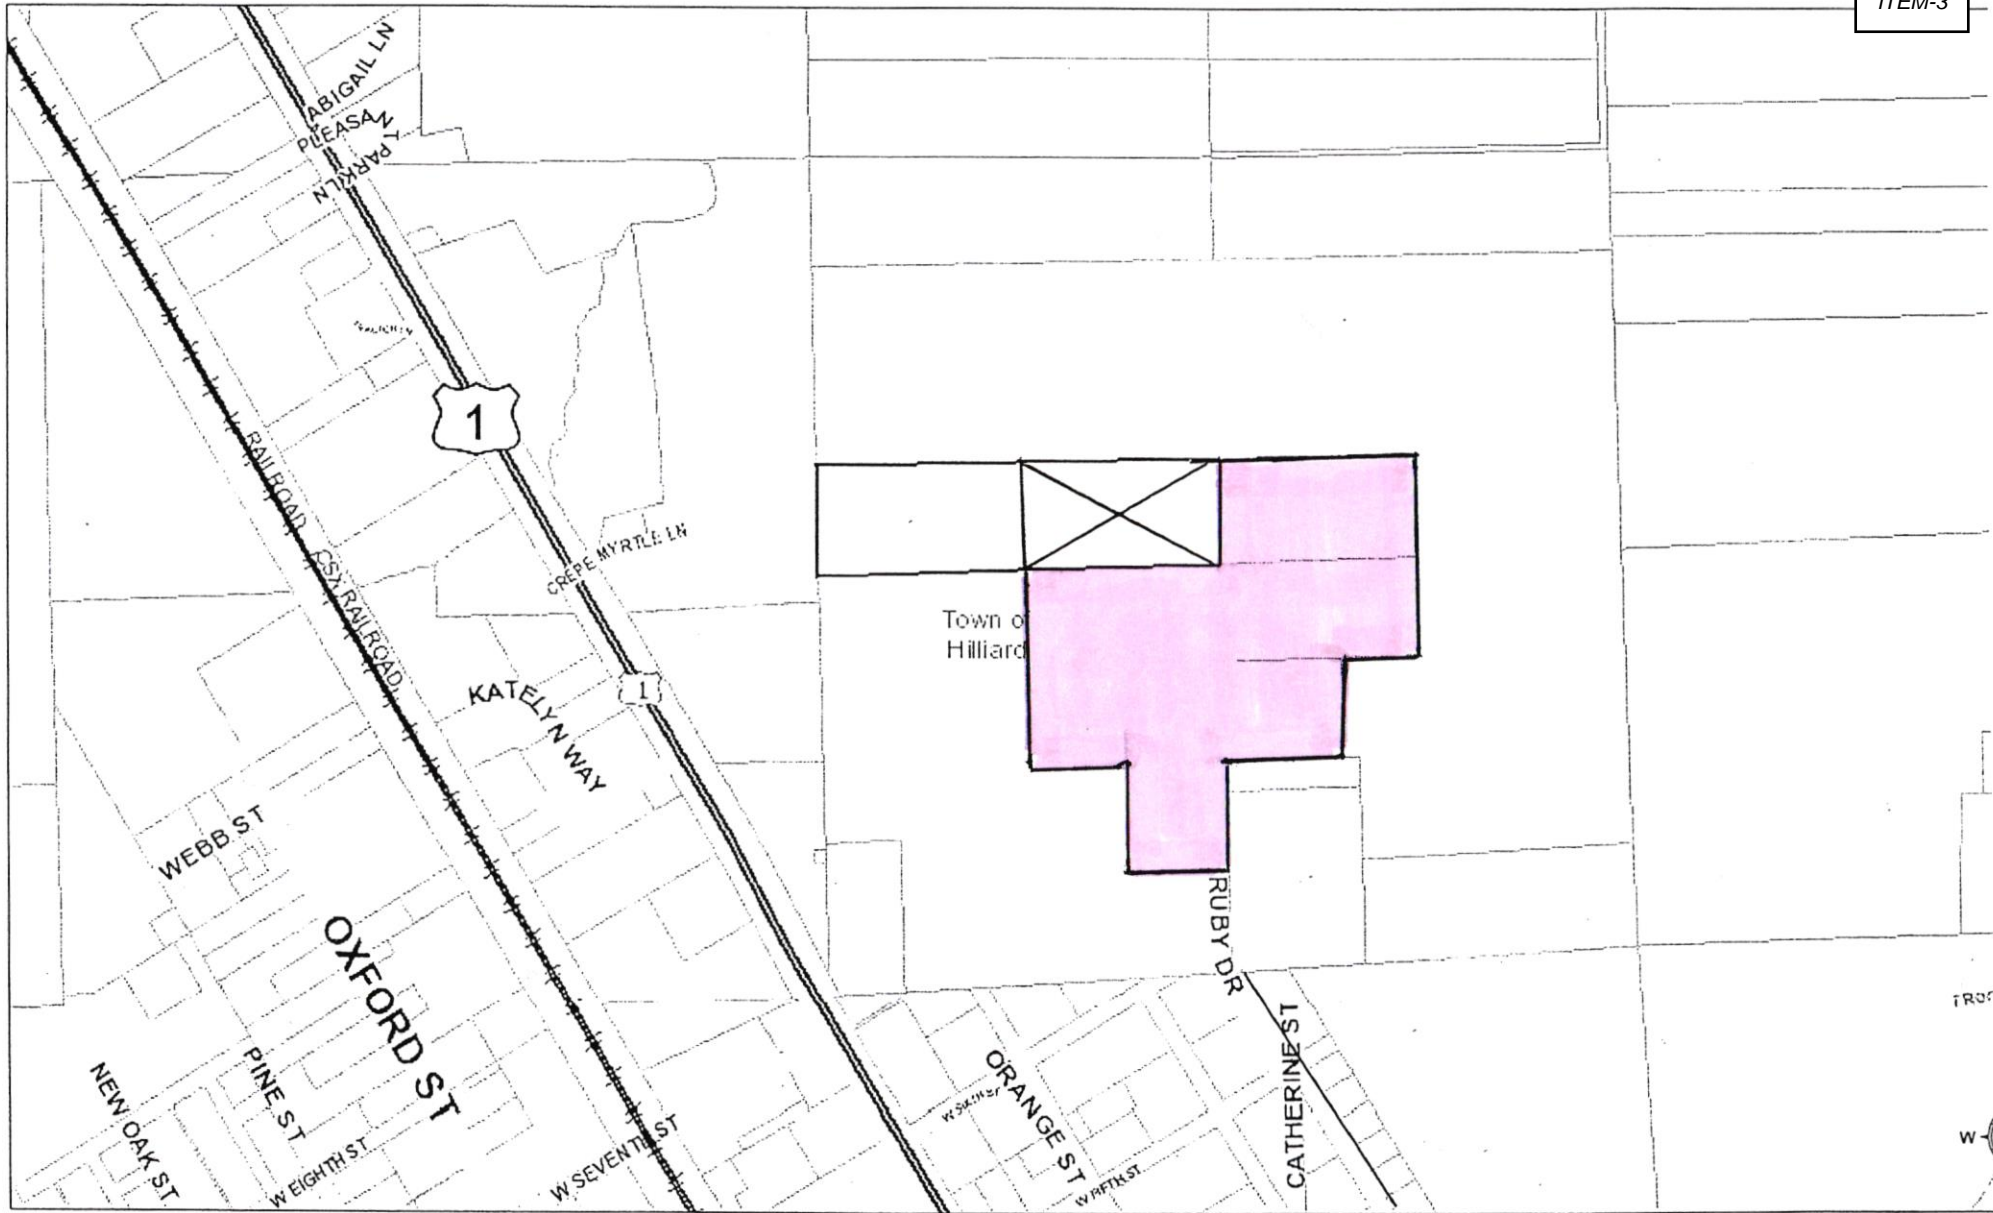 ITEM-3
ABIGAIL LN
PLEASANT PARK LN
1
RAILROAD
CSX RAILROAD
CREPE MYRTLE LN
Town o
Hilliard
1
KATELYN WAY
WEBB ST
OXFORD ST
RUBY DR
NEW OAK ST
PINE ST
W EIGHTH ST
W SEVENTH ST
ORANGE ST
W FIFTH ST
CATHERINE ST
W